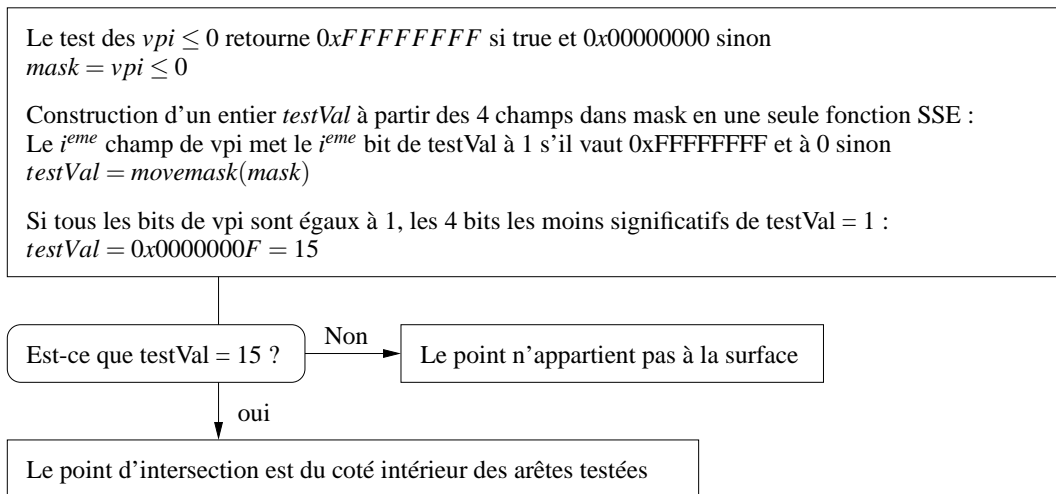 Le test des vpi ≤ 0 retourne 0xFFFFFFFF si true et 0x00000000 sinon
mask = vpi ≤ 0
Construction d'un entier testVal à partir des 4 champs dans mask en une seule fonction SSE :
Le i^eme champ de vpi met le i^eme bit de testVal à 1 s'il vaut 0xFFFFFFFF et à 0 sinon
testVal = movemask(mask)
Si tous les bits de vpi sont égaux à 1, les 4 bits les moins significatifs de testVal = 1 :
testVal = 0x0000000F = 15
Est-ce que testVal = 15 ?
Non
Le point n'appartient pas à la surface
oui
Le point d'intersection est du coté intérieur des arêtes testées